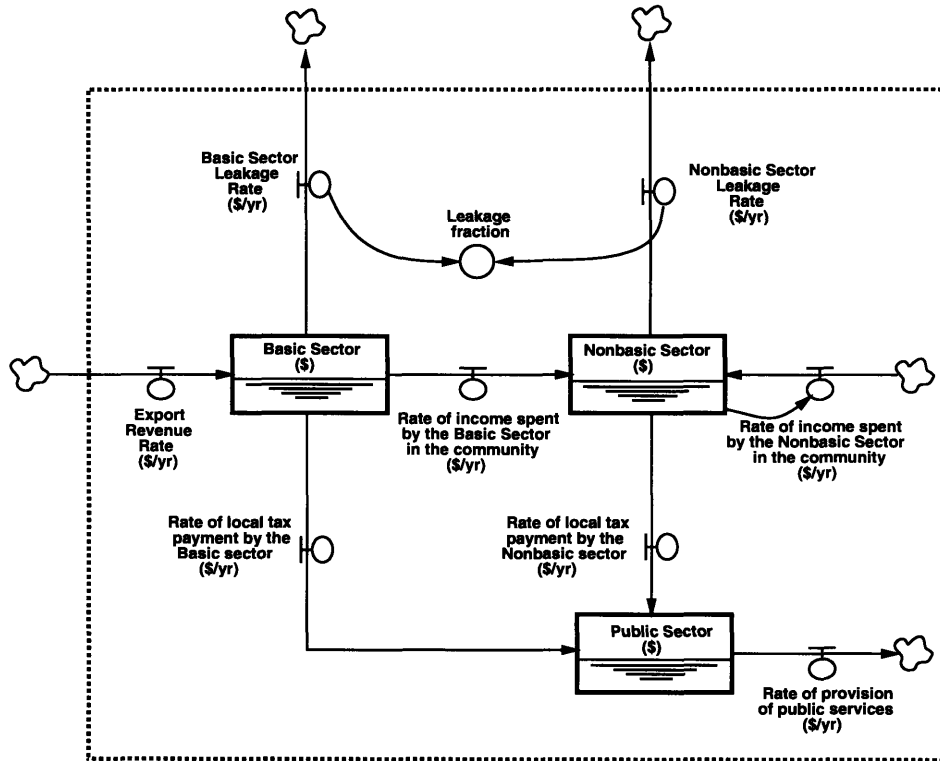 Basic Sector
Leakage
Rate
($/yr)
Nonbasic Sector
Leakage
Rate
($/yr)
Leakage
fraction
Basic Sector
($)
Nonbasic Sector
($)
Export
Revenue
Rate
($/yr)
Rate of income spent
by the Basic Sector
in the community
($/yr)
Rate of income spent
by the Nonbasic Sector
in the community
($/yr)
Rate of local tax
payment by the
Basic sector
($/yr)
Rate of local tax
payment by the
Nonbasic sector
($/yr)
Public Sector
($)
Rate of provision
of public services
($/yr)